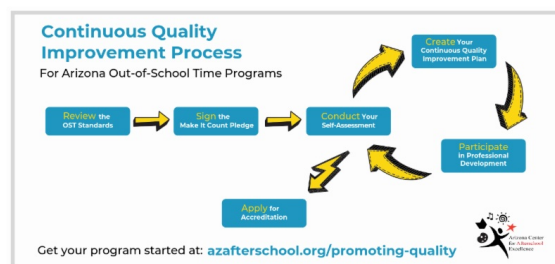 Continuous Quality
Improvement Process
For Arizona Out-of-School Time Programs
Create Your
Continuous Quality
Improvement Plan
Review the
OST Standards
Sign the
Make It Count Pledge
Conduct Your
Self-Assessment
Participate
in Professional
Development
Apply for
Accreditation
Arizona Center
for Afterschool
Excellence
Get your program started at: azafterschool.org/promoting-quality